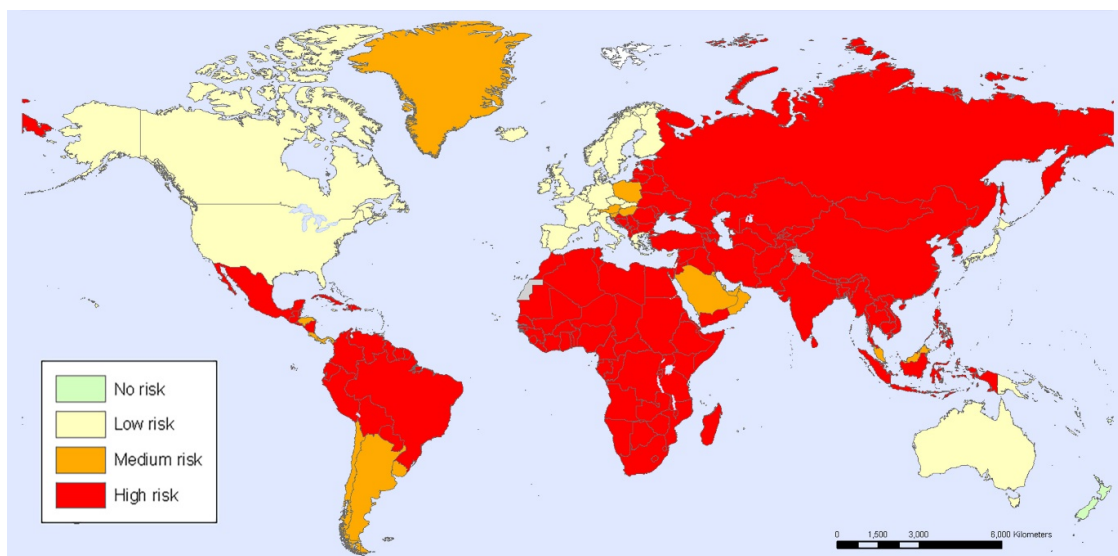 No risk
Low risk
Medium risk
High risk
0 1,500 3,000 6,000 Kilometers